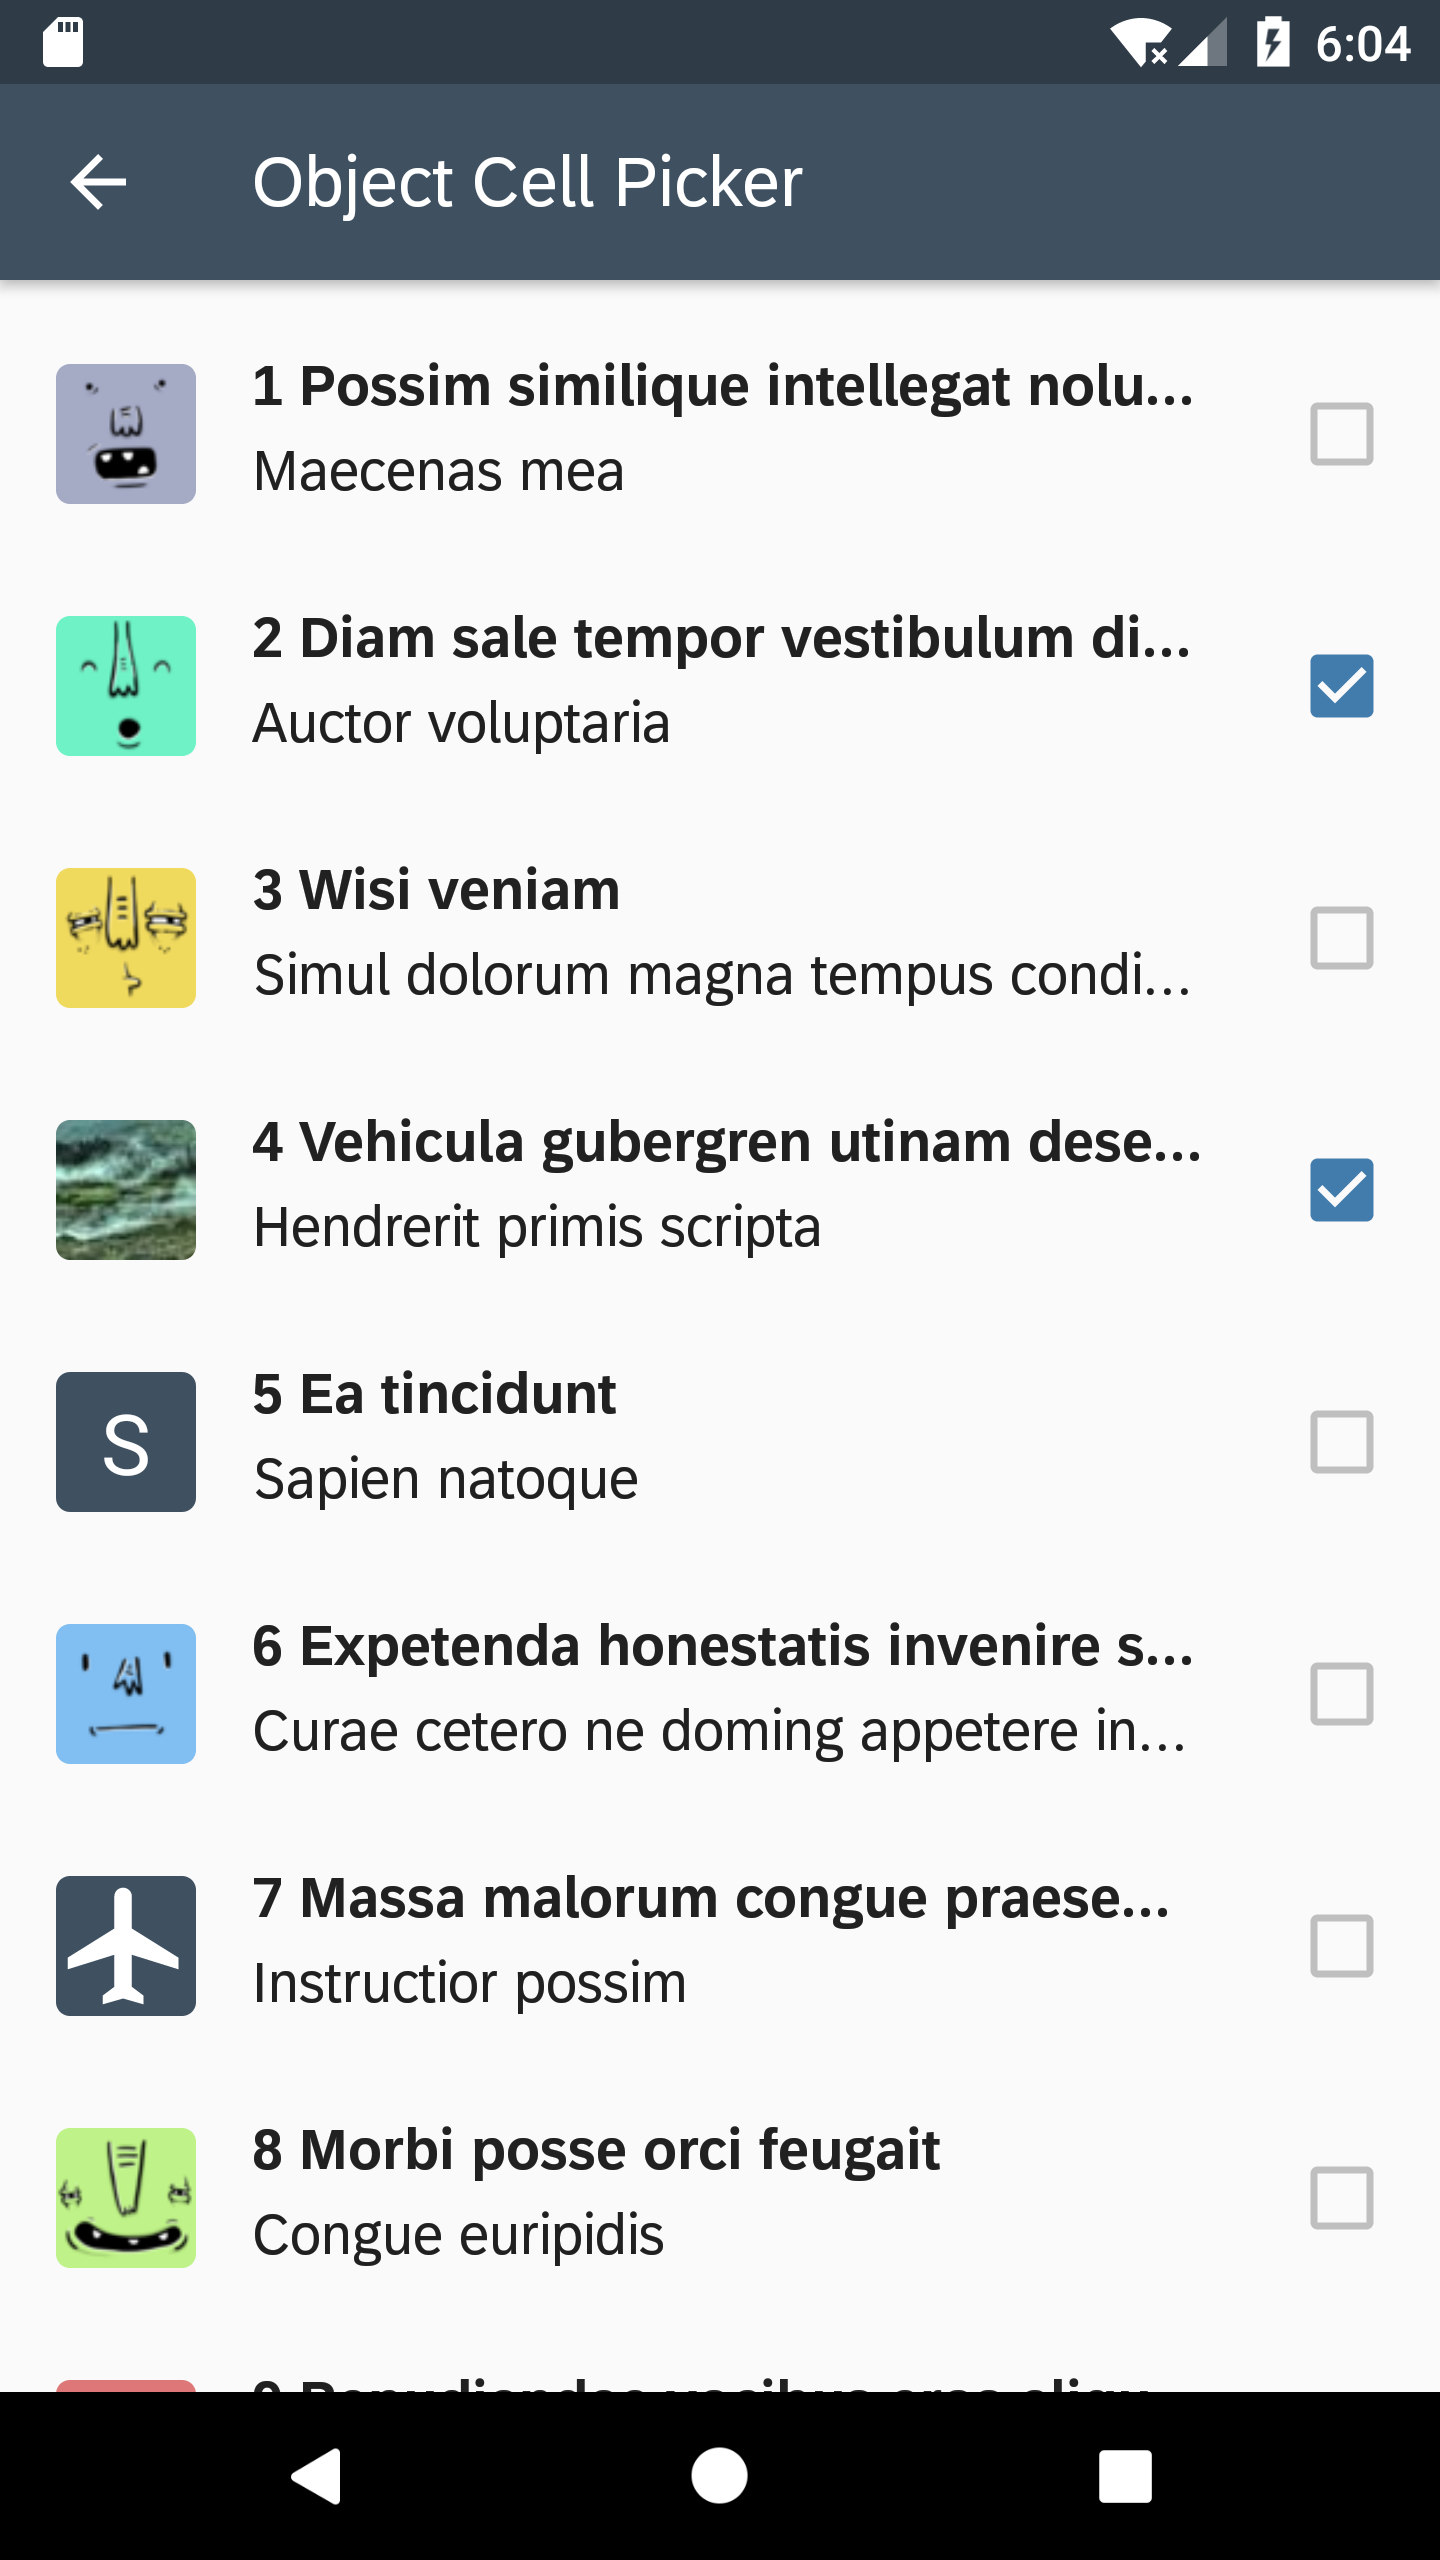 6:04
Object Cell Picker
1 Possim similique intellegat nolu...
Maecenas mea
2 Diam sale tempor vestibulum di...
Auctor voluptaria
3 Wisi veniam
Simul dolorum magna tempus condi...
4 Vehicula gubergren utinam dese...
Hendrerit primis scripta
5 Ea tincidunt
S
Sapien natoque
6 Expetenda honestatis invenire s...
Curae cetero ne doming appetere in...
7 Massa malorum congue praese...
Instructior possim
8 Morbi posse orci feugait
Congue euripidis